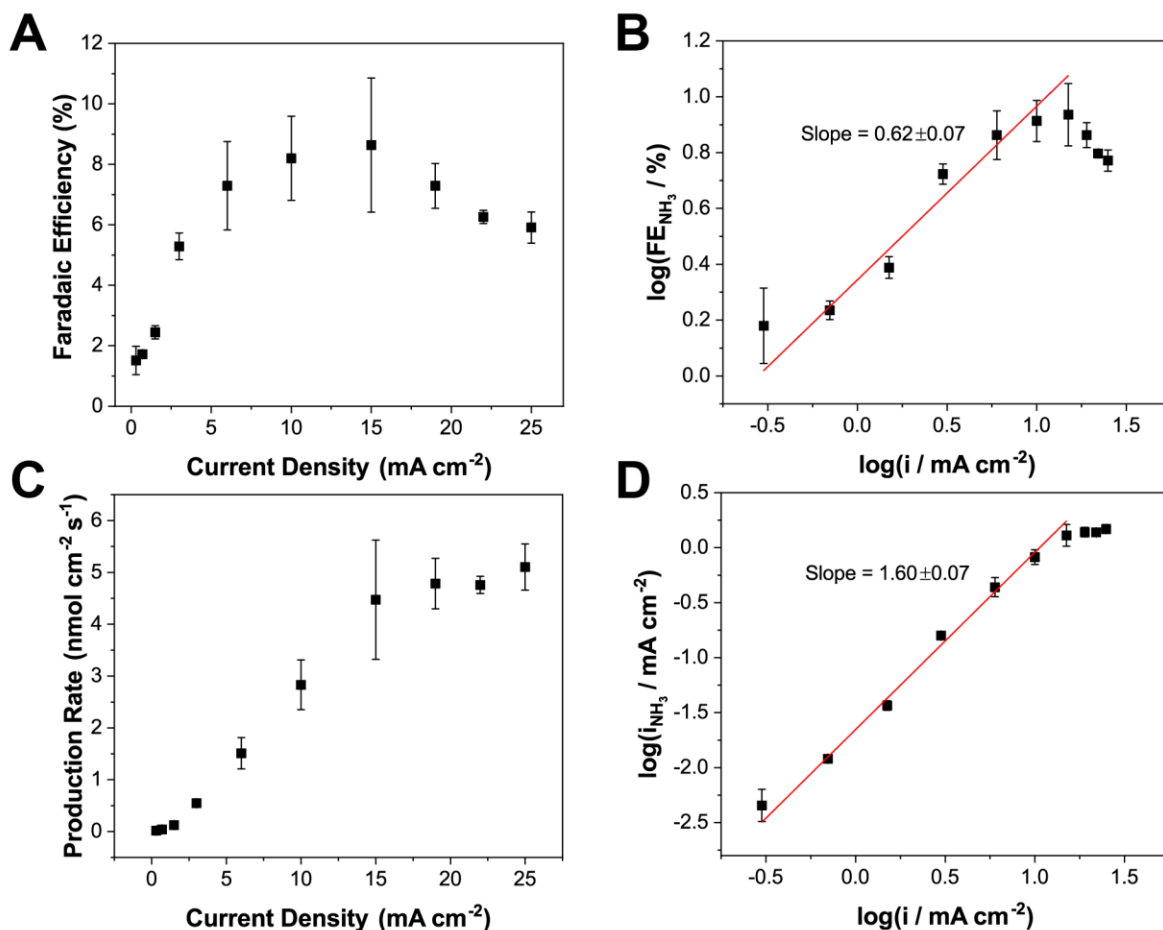 A
12
10
8
6
4
2
0
0 5 10 15 20 25
Faradaic Efficiency (%)
Current Density (mA cm⁻²)
B
1.0
0.8
0.6
0.4
0.2
0.0
-0.5 0.0 0.5 1.0 1.5
log(FE_NH₃ / %)
Slope = 0.62±0.07
log(i / mA cm⁻²)
C
6
5
4
3
2
1
0
0 5 10 15 20 25
Production Rate (nmol cm⁻² s⁻¹)
Current Density (mA cm⁻²)
D
0.5
0.0
-0.5
-1.0
-1.5
-2.0
-2.5
-0.5 0.0 0.5 1.0 1.5
log(i_NH₃ / mA cm⁻²)
Slope = 1.60±0.07
log(i / mA cm⁻²)